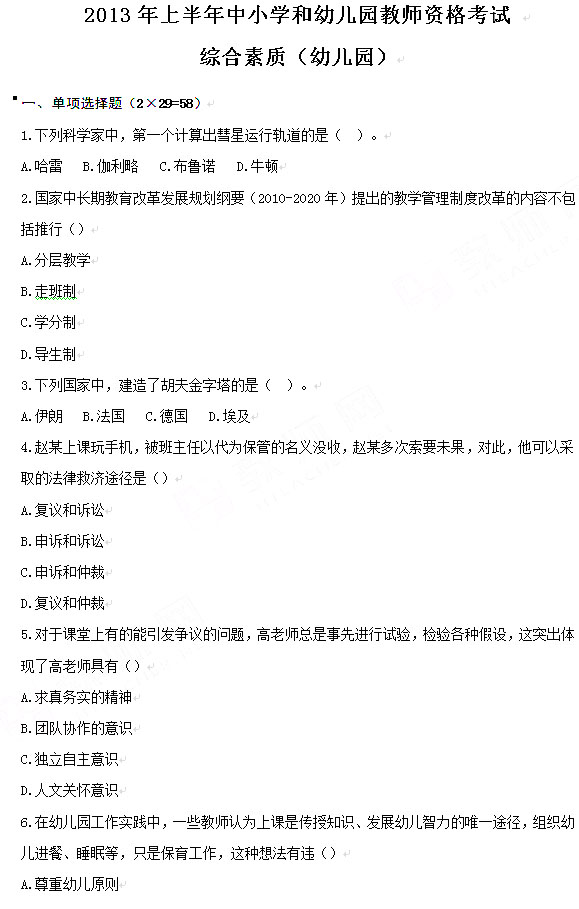 2013年上半年中小学和幼儿园教师资格考试
综合素质（幼儿园）
一、单项选择题（2×29=58）
1.下列科学家中，第一个计算出彗星运行轨道的是（  ）。
A.哈雷   B.伽利略   C.布鲁诺   D.牛顿
2.国家中长期教育改革发展规划纲要（2010-2020年）提出的教学管理制度改革的内容不包
括推行（）
A.分层教学
B.走班制
C.学分制
D.导生制
3.下列国家中，建造了胡夫金字塔的是（  ）。
A.伊朗   B.法国   C.德国   D.埃及
4.赵某上课玩手机，被班主任以代为保管的名义没收，赵某多次索要未果，对此，他可以采
取的法律救济途径是（）
A.复议和诉讼
B.申诉和诉讼
C.申诉和仲裁
D.复议和仲裁
5.对于课堂上有的能引发争议的问题，高老师总是事先进行试验，检验各种假设，这突出体
现了高老师具有（）
A.求真务实的精神
B.团队协作的意识
C.独立自主意识
D.人文关怀意识
6.在幼儿园工作实践中，一些教师认为上课是传授知识、发展幼儿智力的唯一途径，组织幼
儿进餐、睡眠等，只是保育工作，这种想法有违（）
A.尊重幼儿原则